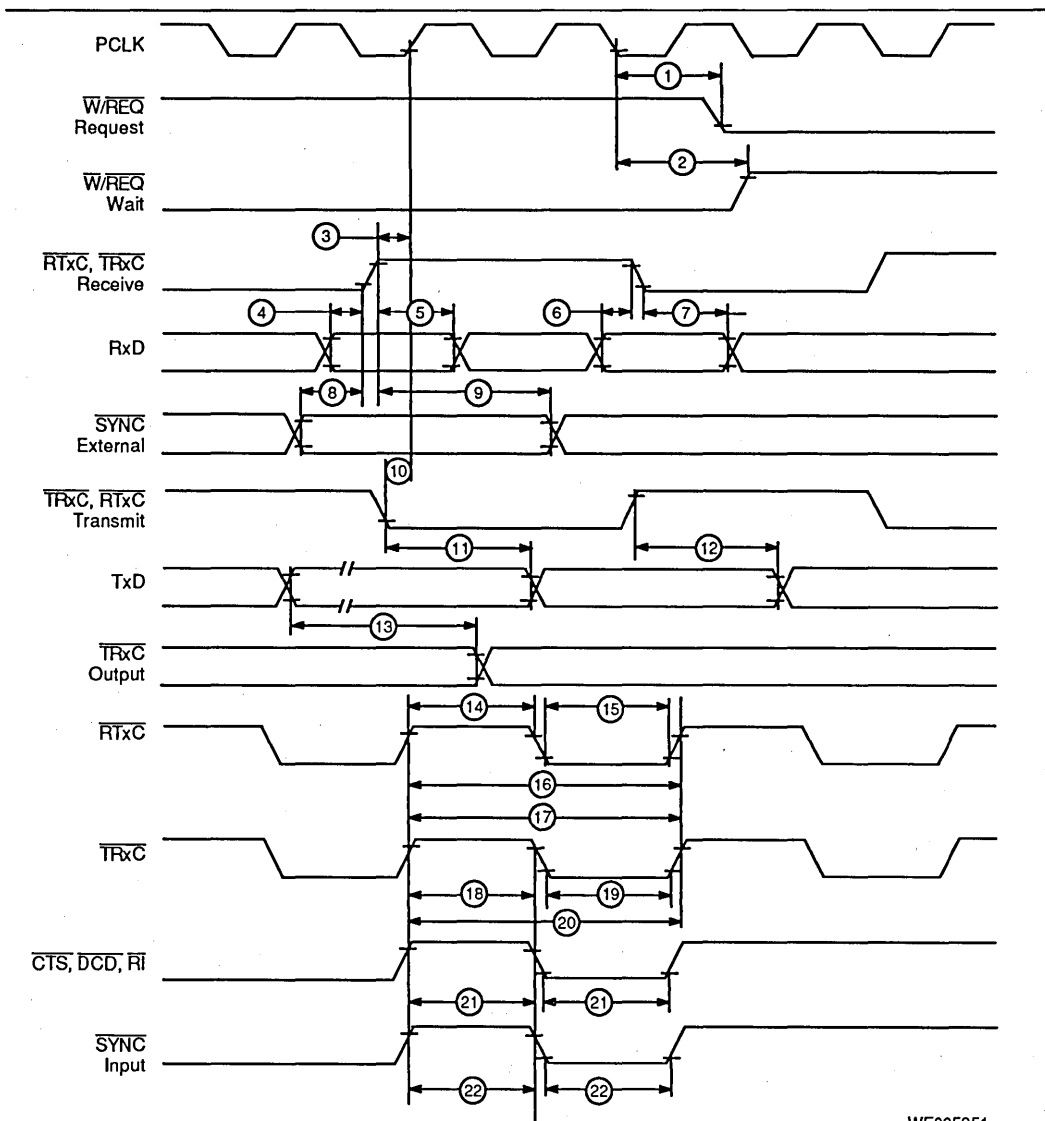 PCLK
1
W/REQ
Request
2
W/REQ
Wait
3
RTxC, TRxC
Receive
4
5
6
7
RxD
8
9
SYNC
External
10
TRxC, RTxC
Transmit
11
12
TxD
13
TRxC
Output
14
15
RTxC
16
17
TRxC
18
19
20
CTS, DCD, RI
21
21
SYNC
Input
22
22